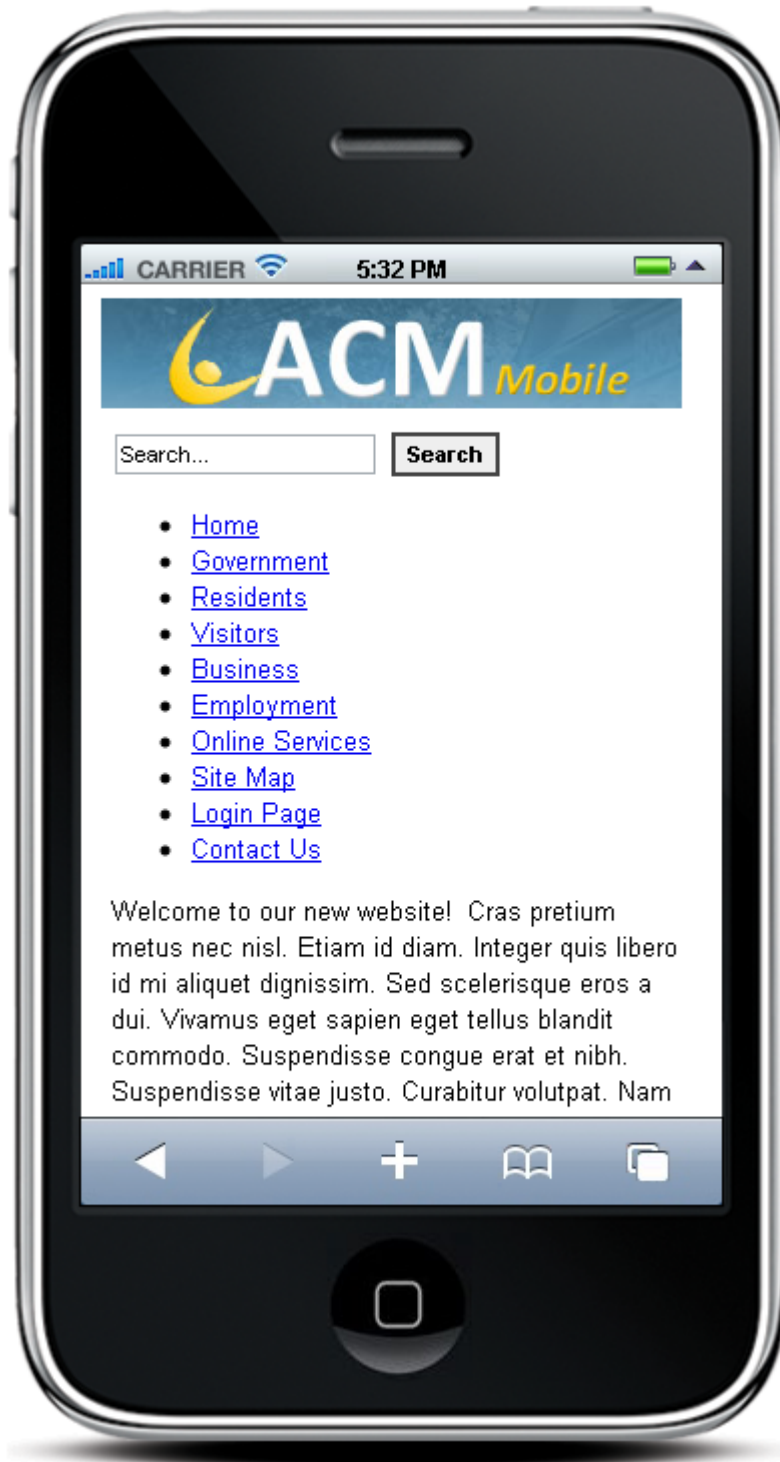 CARRIER 5:32 PM
ACM Mobile
Search... Search
Home
Government
Residents
Visitors
Business
Employment
Online Services
Site Map
Login Page
Contact Us
Welcome to our new website! Cras pretium
metus nec nisl. Etiam id diam. Integer quis libero
id mi aliquet dignissim. Sed scelerisque eros a
dui. Vivamus eget sapien eget tellus blandit
commodo. Suspendisse congue erat et nibh.
Suspendisse vitae justo. Curabitur volutpat. Nam